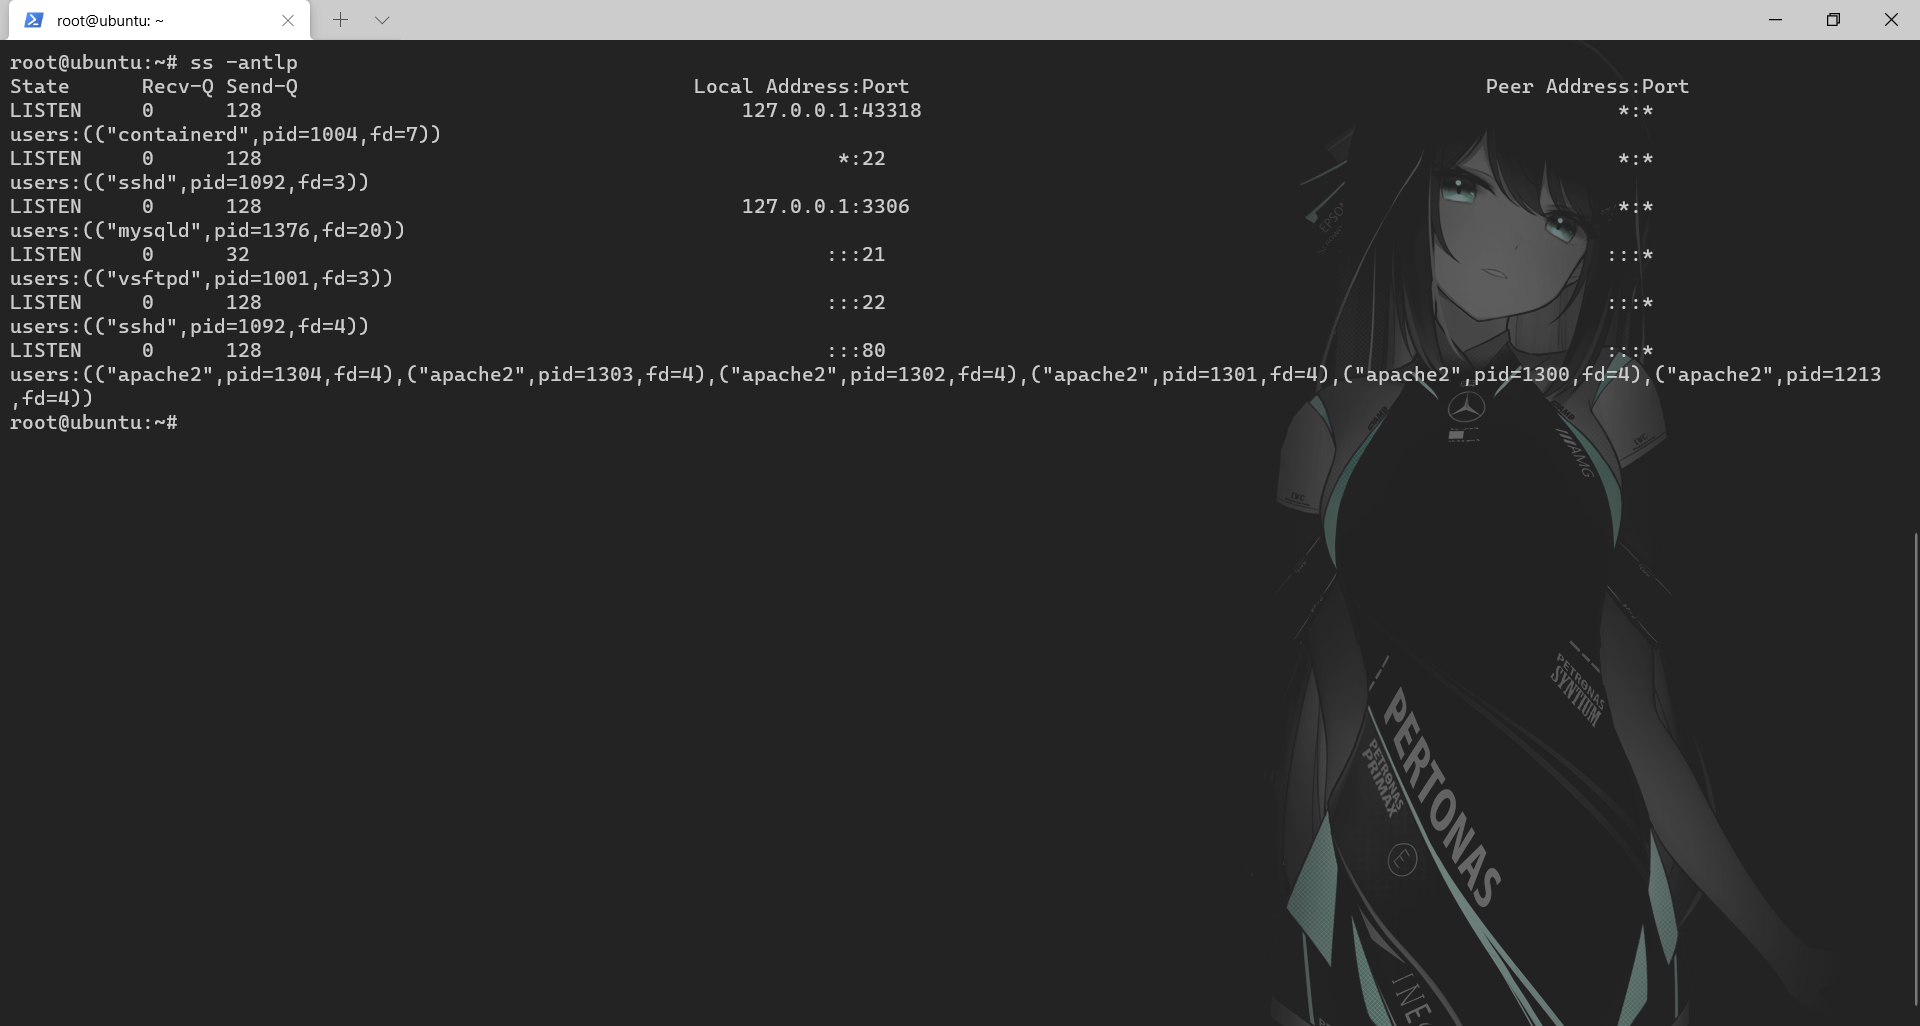 root@ubuntu: ~
root@ubuntu:~# ss -antlp
State Recv-Q Send-Q Local Address:Port Peer Address:Port
LISTEN 0 128 127.0.0.1:43318 *:*
users:(("containerd",pid=1004,fd=7))
LISTEN 0 128 *:22 *:*
users:(("sshd",pid=1092,fd=3))
LISTEN 0 128 127.0.0.1:3306 *:*
users:(("mysqld",pid=1376,fd=20))
LISTEN 0 32 :::21 :::*
users:(("vsftpd",pid=1001,fd=3))
LISTEN 0 128 :::22 :::*
users:(("sshd",pid=1092,fd=4))
LISTEN 0 128 :::80 :::*
users:(("apache2",pid=1304,fd=4),("apache2",pid=1303,fd=4),("apache2",pid=1302,fd=4),("apache2",pid=1301,fd=4),("apache2",pid=1300,fd=4),("apache2",pid=1213
,fd=4))
root@ubuntu:~#
EPSON
AMG
IWC
IWC
PETRONAS
SYNTIUM
PERTONAS
PETRONAS
PRIMAX
E